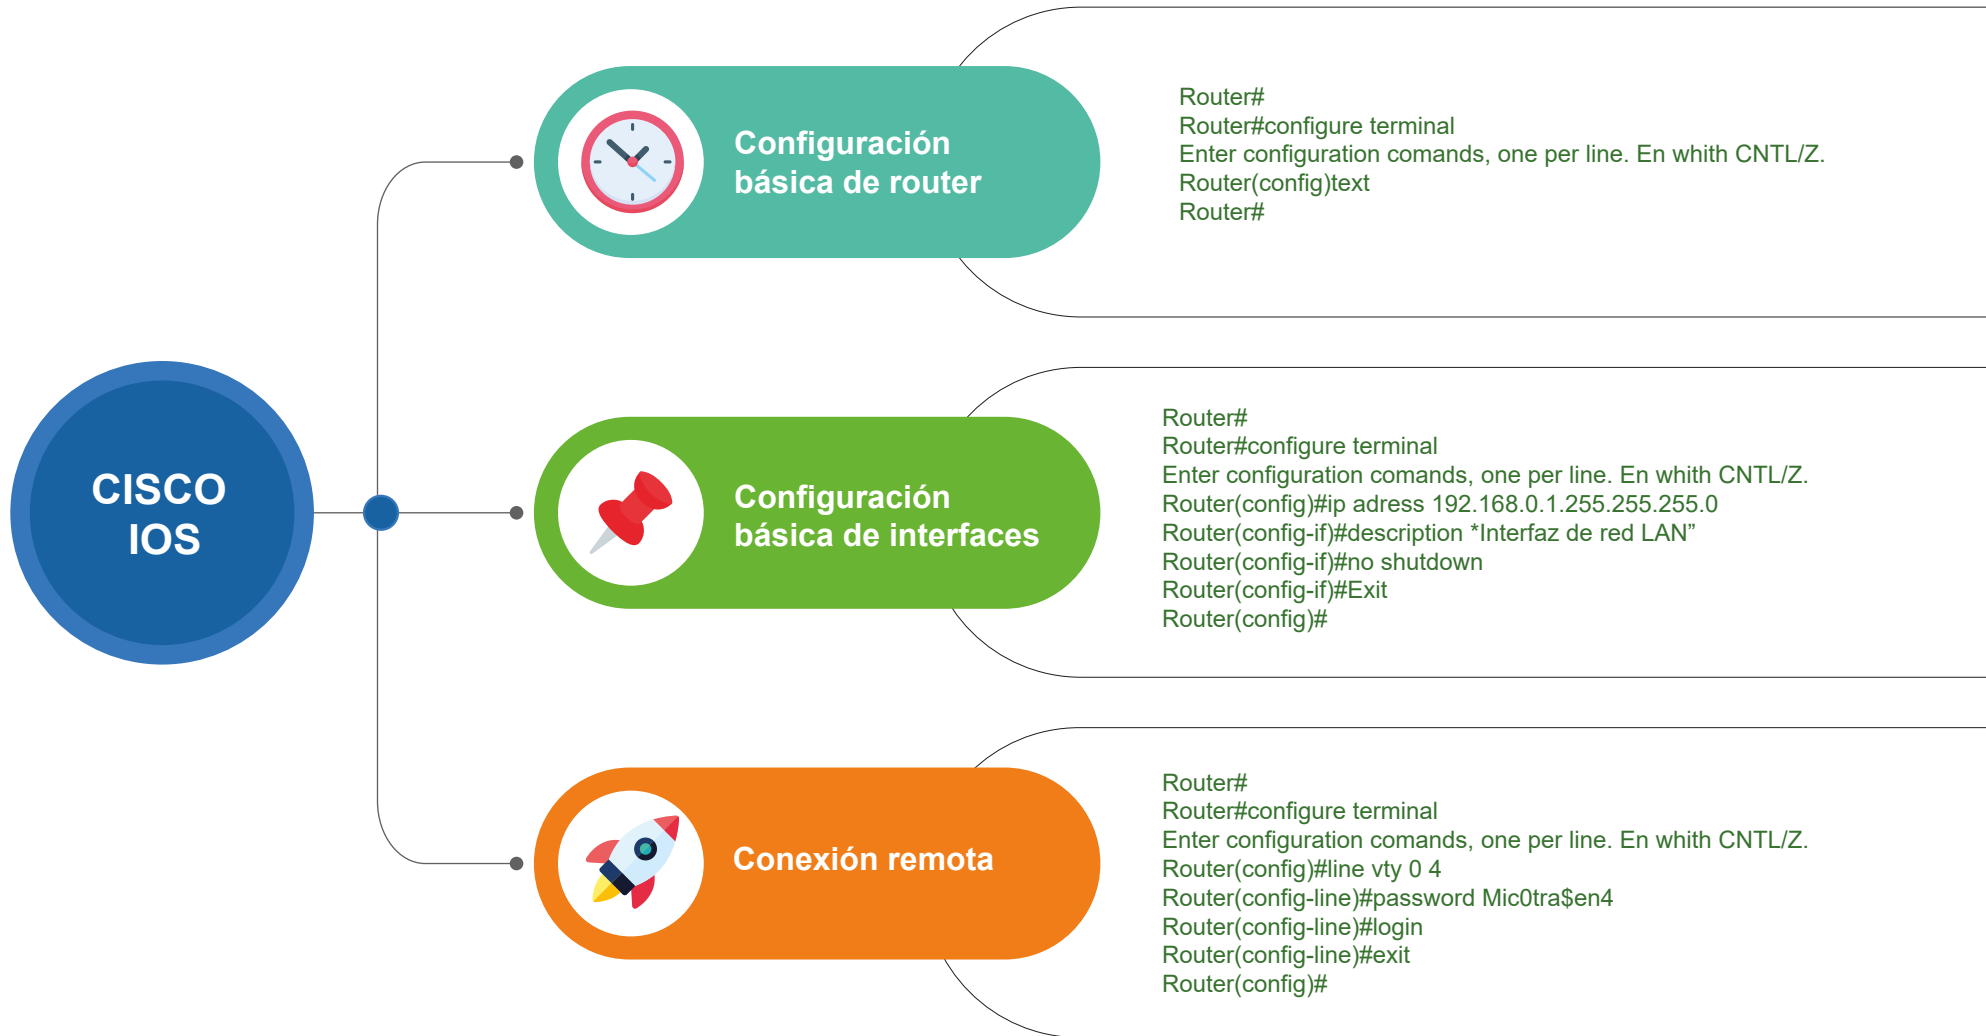 CISCO
IOS
Configuración
básica de router
Router#
Router#configure terminal
Enter configuration comands, one per line. En whith CNTL/Z.
Router(config)text
Router#
Configuración
básica de interfaces
Router#
Router#configure terminal
Enter configuration comands, one per line. En whith CNTL/Z.
Router(config)#ip adress 192.168.0.1.255.255.255.0
Router(config-if)#description *Interfaz de red LAN”
Router(config-if)#no shutdown
Router(config-if)#Exit
Router(config)#
Conexión remota
Router#
Router#configure terminal
Enter configuration comands, one per line. En whith CNTL/Z.
Router(config)#line vty 0 4
Router(config-line)#password Mic0tra$en4
Router(config-line)#login
Router(config-line)#exit
Router(config)#